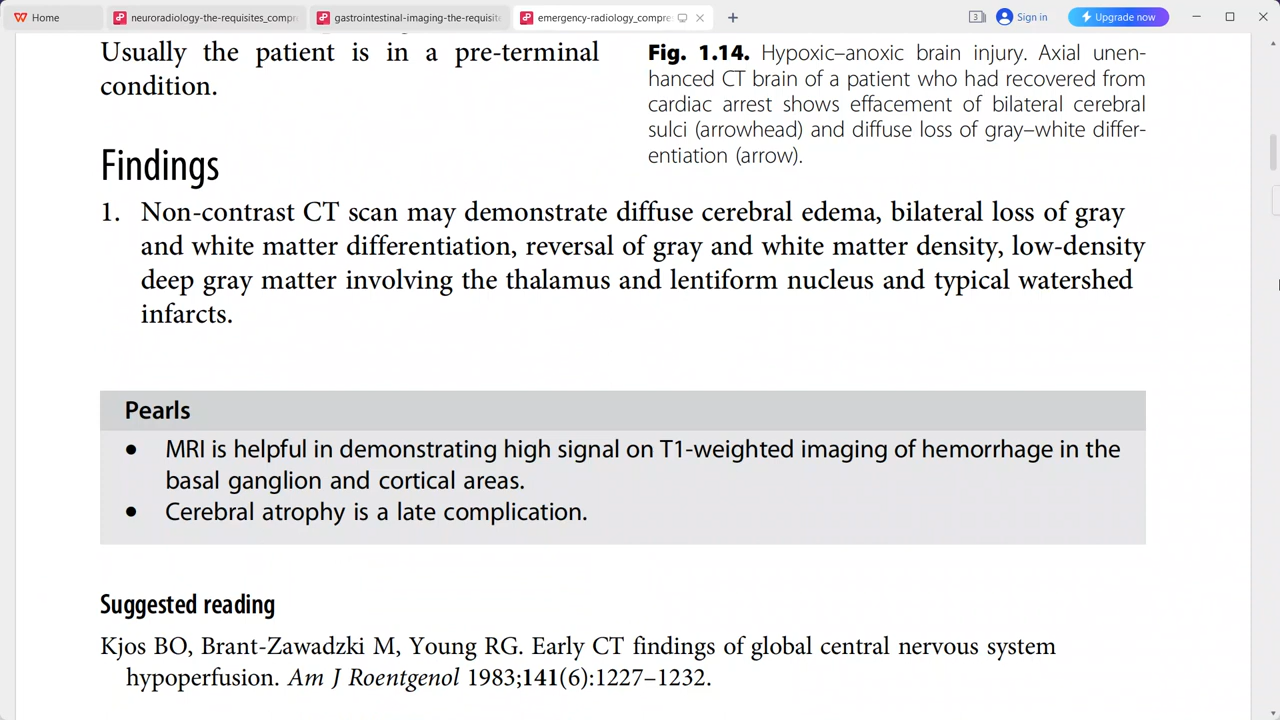 Home
neuroradiology-the-requisites_compre
gastrointestinal-imaging-the-requisite
emergency-radiology_compre
3
Sign in
Upgrade now
Usually the patient is in a pre-terminal
condition.
Fig. 1.14. Hypoxic–anoxic brain injury. Axial unen-
hanced CT brain of a patient who had recovered from
cardiac arrest shows effacement of bilateral cerebral
sulci (arrowhead) and diffuse loss of gray–white differ-
entiation (arrow).
Findings
1. Non-contrast CT scan may demonstrate diffuse cerebral edema, bilateral loss of gray
and white matter differentiation, reversal of gray and white matter density, low-density
deep gray matter involving the thalamus and lentiform nucleus and typical watershed
infarcts.
Pearls
• MRI is helpful in demonstrating high signal on T1-weighted imaging of hemorrhage in the
basal ganglion and cortical areas.
• Cerebral atrophy is a late complication.
Suggested reading
Kjos BO, Brant-Zawadzki M, Young RG. Early CT findings of global central nervous system
hypoperfusion. Am J Roentgenol 1983;141(6):1227–1232.